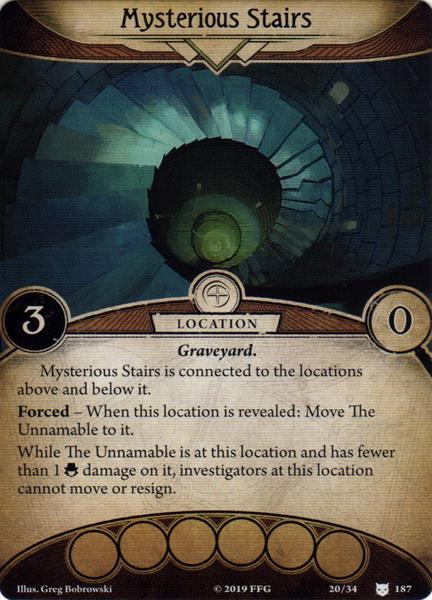 Mysterious Stairs
3
LOCATION
0
Graveyard.
Mysterious Stairs is connected to the locations
above and below it.
Forced – When this location is revealed: Move The
Unnamable to it.
While The Unnamable is at this location and has fewer
than 1 damage on it, investigators at this location
cannot move or resign.
Illus. Greg Bobrowski
© 2019 FFG
20/34
187